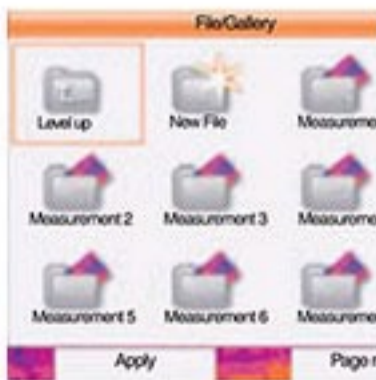 File/Gallery
Level up New File Measureme
Measurement 2 Measurement 3 Measureme
Measurement 5 Measurement 6 Measureme
Apply Page